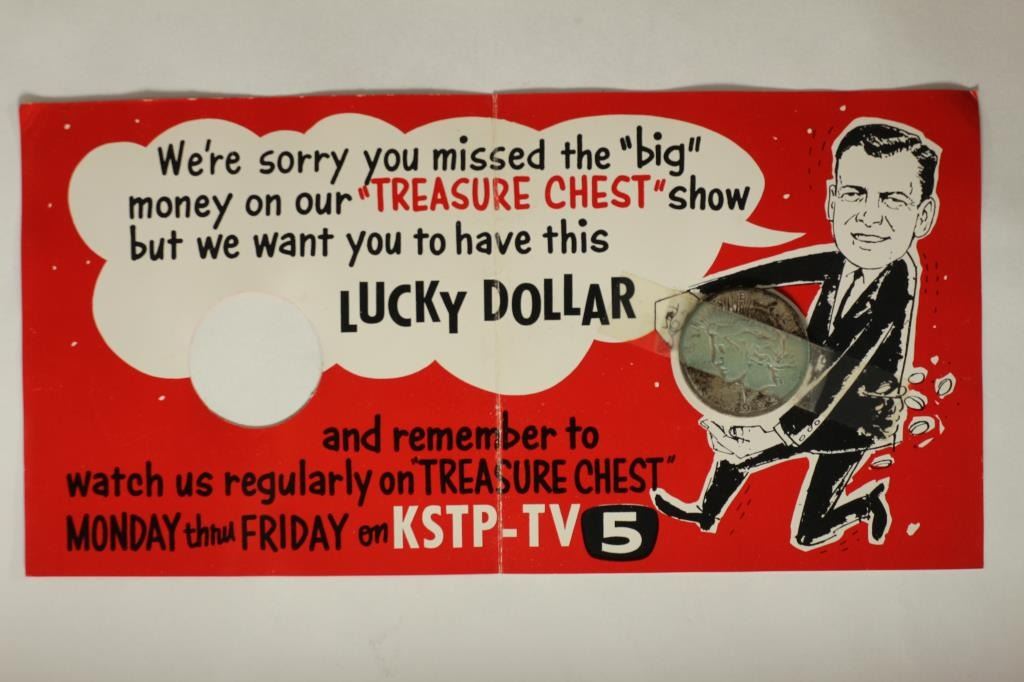 We're sorry you missed the "big"
money on our "TREASURE CHEST" show
but we want you to have this
LUCKY DOLLAR
and remember to
watch us regularly on "TREASURE CHEST"
MONDAY thru FRIDAY on KSTP-TV 5